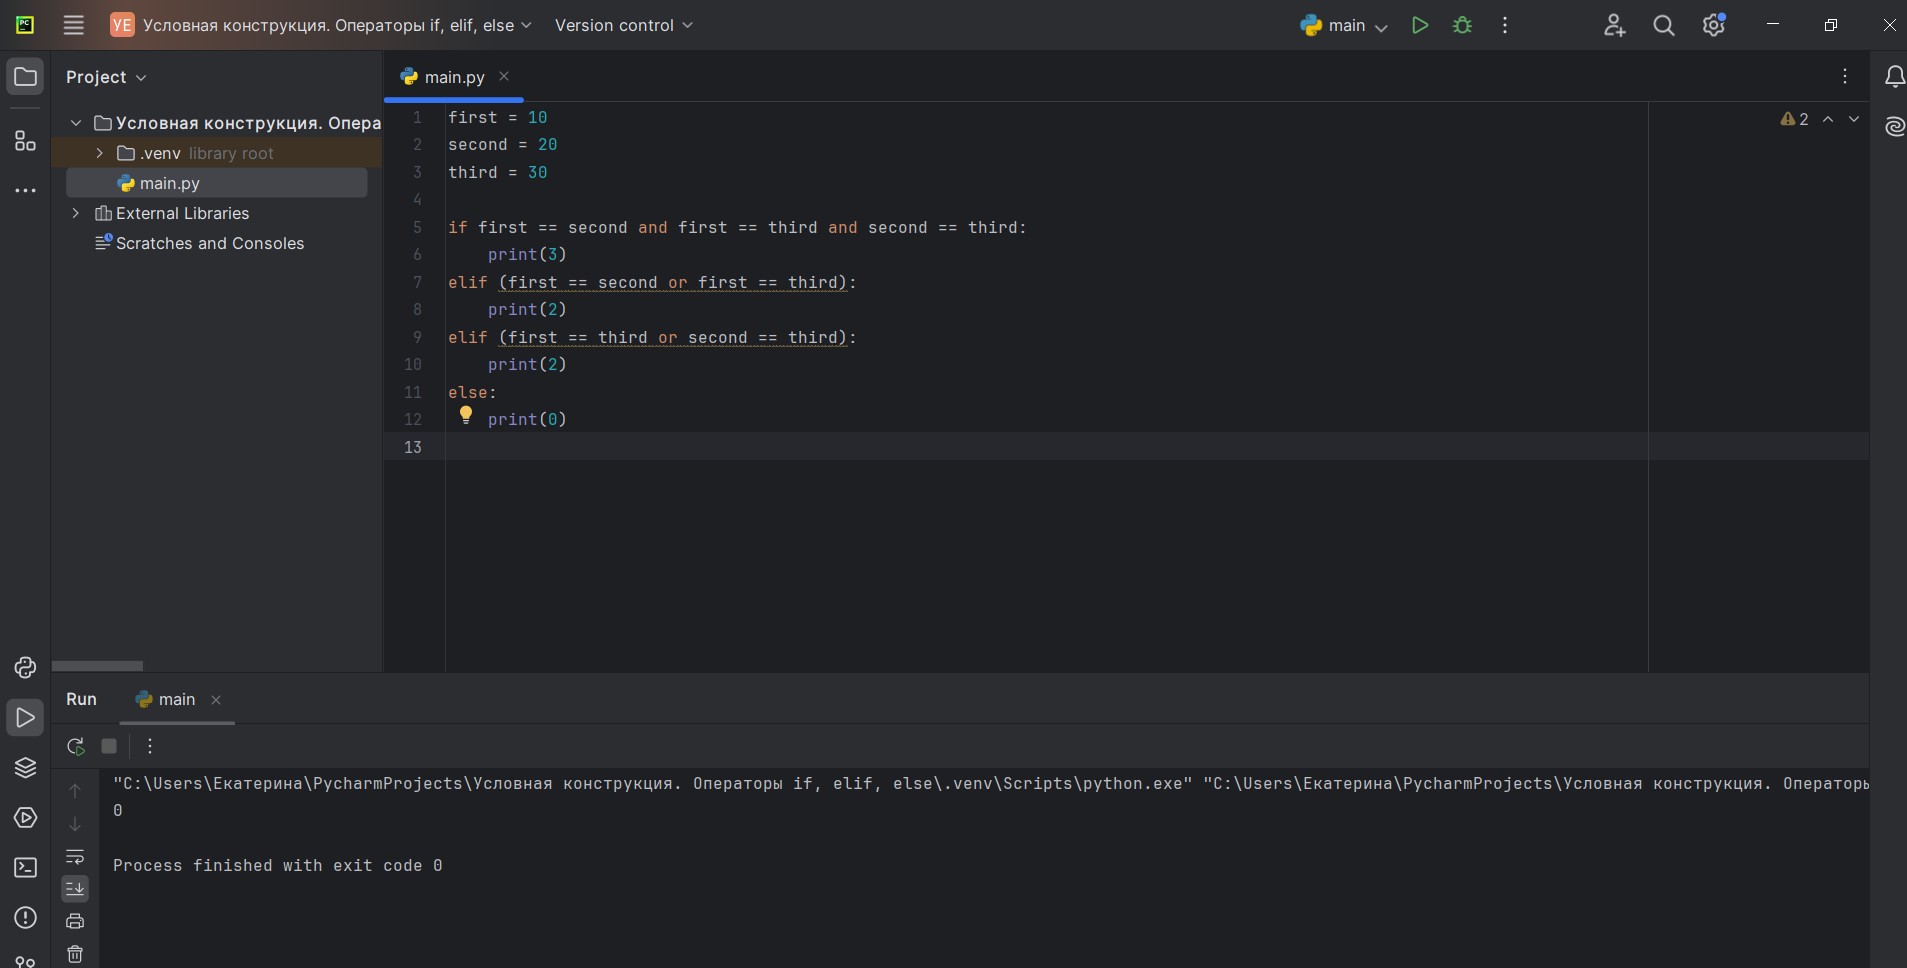 PC
УЕ Условная конструкция. Операторы if, elif, else
Version control
main
Project
Условная конструкция. Опера
.venv library root
main.py
External Libraries
Scratches and Consoles
main.py
2
1 first = 10
2 second = 20
3 third = 30
4
5 if first == second and first == third and second == third:
6 print(3)
7 elif (first == second or first == third):
8 print(2)
9 elif (first == third or second == third):
10 print(2)
11 else:
12 print(0)
13
Run
main
"C:\Users\Екатерина\PycharmProjects\Условная конструкция. Операторы if, elif, else\.venv\Scripts\python.exe" "C:\Users\Екатерина\PycharmProjects\Условная конструкция. Операторы
0
Process finished with exit code 0